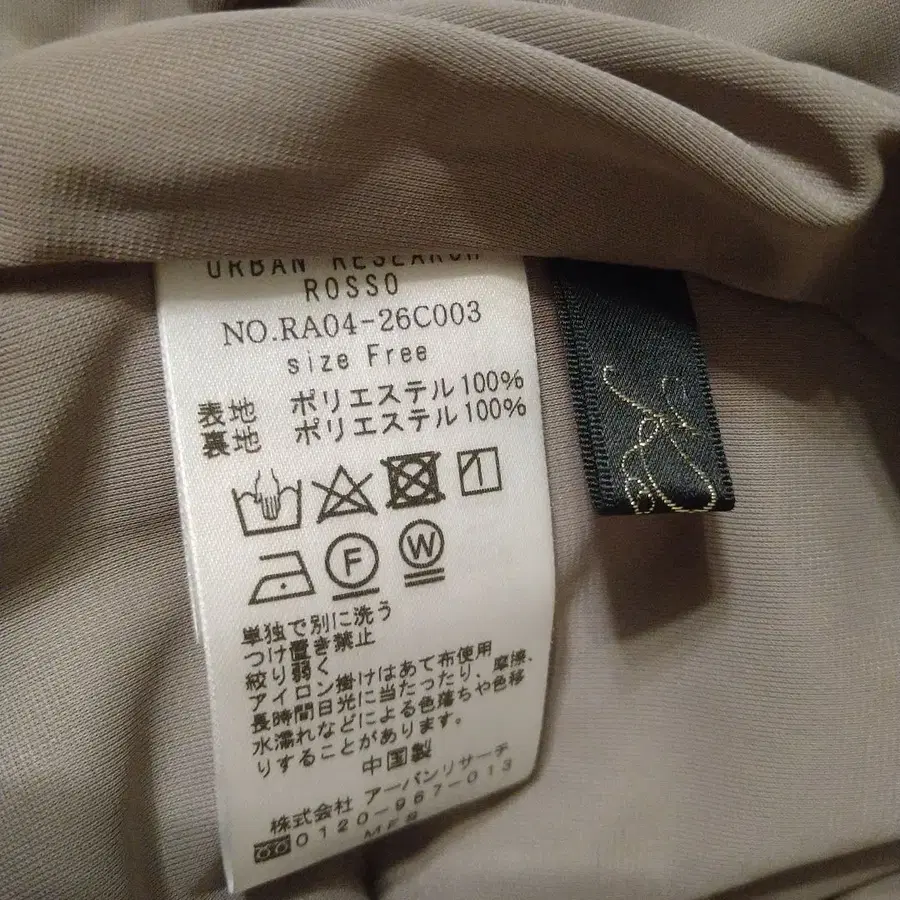 URBAN RESEARCH
ROSSO
NO.RA04-26C003
size Free
表地 ポリエステル100%
裏地 ポリエステル100%
F
W
単独で別に洗う
つけ置き禁止
絞り弱く
アイロン掛けはあて布使用
長時間日光に当たったり、摩擦、
水濡れなどによる色落ちや色移
りすることがあります。
中国製
株式会社 アーバンリサーチ
0120-967-013